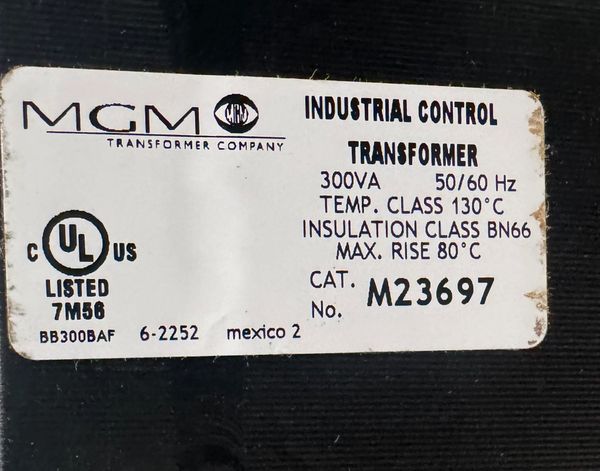 MGM MGM
TRANSFORMER COMPANY
INDUSTRIAL CONTROL
TRANSFORMER
300VA 50/60 Hz
TEMP. CLASS 130°C
INSULATION CLASS BN66
MAX. RISE 80°C
CAT. No. M23697
C UL US
LISTED
7M56
BB300BAF 6-2252 mexico 2